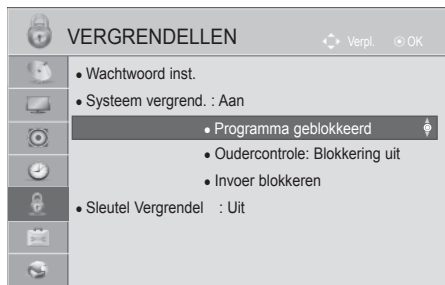 VERGRENDELLEN
Verpl. OK
• Wachtwoord inst.
• Systeem vergrend. : Aan
• Programma geblokkeerd
• Oudercontrole: Blokkering uit
• Invoer blokkeren
• Sleutel Vergrendel : Uit